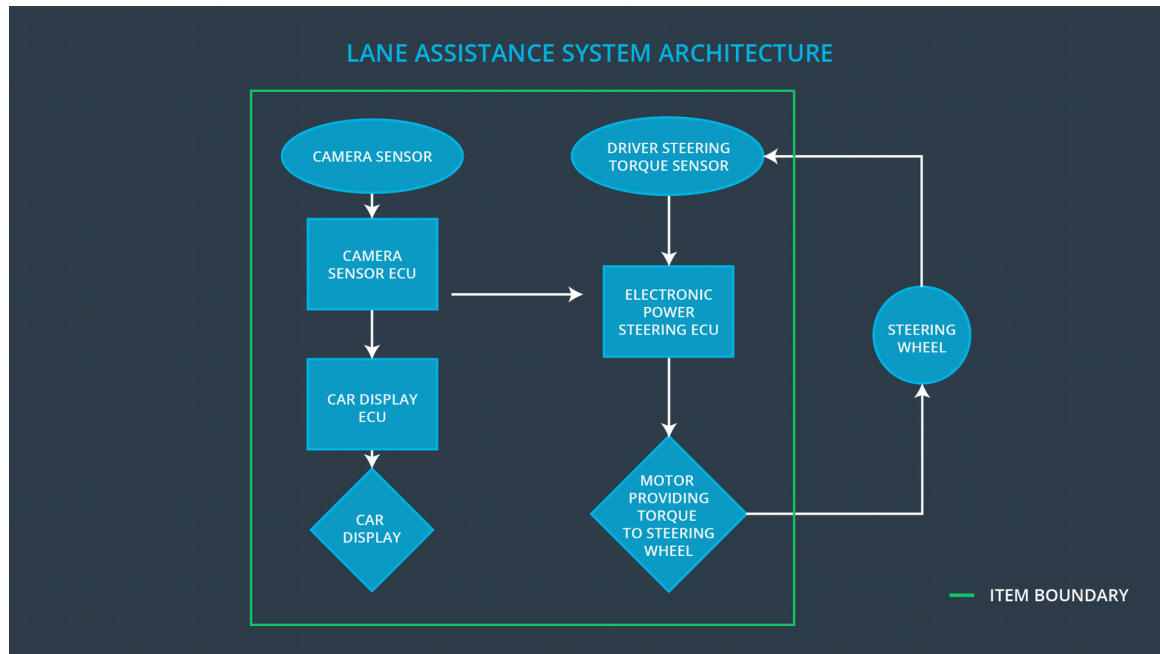 LANE ASSISTANCE SYSTEM ARCHITECTURE
CAMERA SENSOR
CAMERA
SENSOR ECU
CAR DISPLAY
ECU
CAR
DISPLAY
DRIVER STEERING
TORQUE SENSOR
ELECTRONIC
POWER
STEERING ECU
MOTOR
PROVIDING
TORQUE
TO STEERING
WHEEL
STEERING
WHEEL
ITEM BOUNDARY